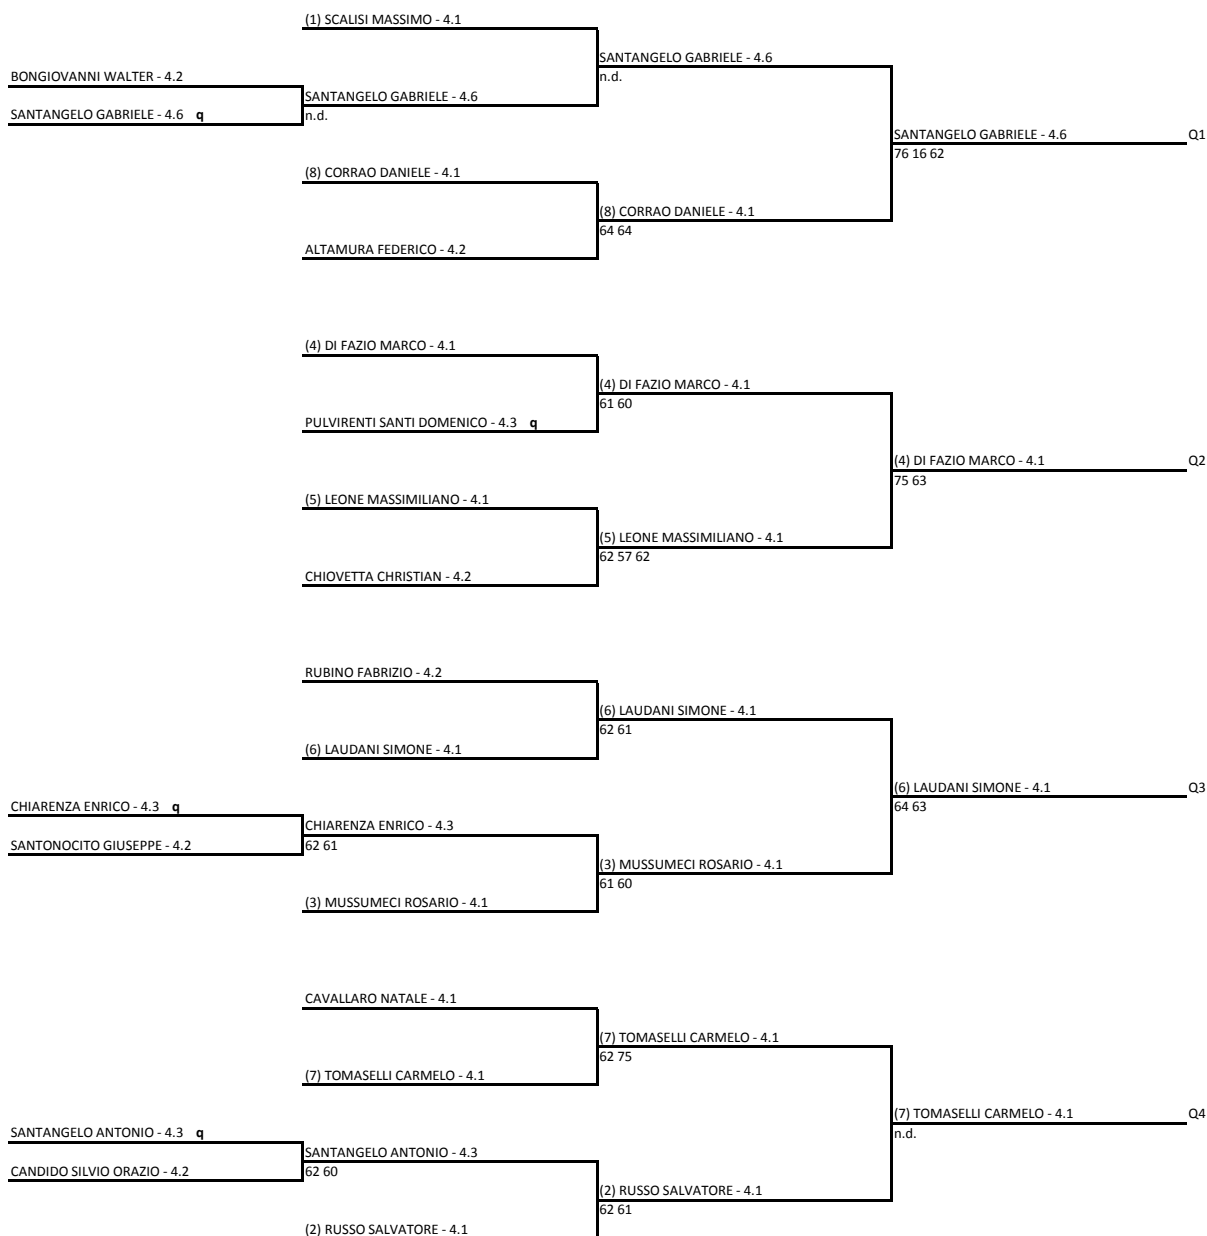 (1) SCALISI MASSIMO - 4.1
SANTANGELO GABRIELE - 4.6
BONGIOVANNI WALTER - 4.2
n.d.
SANTANGELO GABRIELE - 4.6
SANTANGELO GABRIELE - 4.6 q
n.d.
SANTANGELO GABRIELE - 4.6
Q1
76 16 62
(8) CORRAO DANIELE - 4.1
(8) CORRAO DANIELE - 4.1
64 64
ALTAMURA FEDERICO - 4.2
(4) DI FAZIO MARCO - 4.1
(4) DI FAZIO MARCO - 4.1
61 60
PULVIRENTI SANTI DOMENICO - 4.3 q
(4) DI FAZIO MARCO - 4.1
Q2
75 63
(5) LEONE MASSIMILIANO - 4.1
(5) LEONE MASSIMILIANO - 4.1
62 57 62
CHIOVETTA CHRISTIAN - 4.2
RUBINO FABRIZIO - 4.2
(6) LAUDANI SIMONE - 4.1
62 61
(6) LAUDANI SIMONE - 4.1
(6) LAUDANI SIMONE - 4.1
Q3
CHIARENZA ENRICO - 4.3 q
64 63
CHIARENZA ENRICO - 4.3
SANTONOCITO GIUSEPPE - 4.2
62 61
(3) MUSSUMECI ROSARIO - 4.1
61 60
(3) MUSSUMECI ROSARIO - 4.1
CAVALLARO NATALE - 4.1
(7) TOMASELLI CARMELO - 4.1
62 75
(7) TOMASELLI CARMELO - 4.1
(7) TOMASELLI CARMELO - 4.1
Q4
SANTANGELO ANTONIO - 4.3 q
n.d.
SANTANGELO ANTONIO - 4.3
CANDIDO SILVIO ORAZIO - 4.2
62 60
(2) RUSSO SALVATORE - 4.1
62 61
(2) RUSSO SALVATORE - 4.1